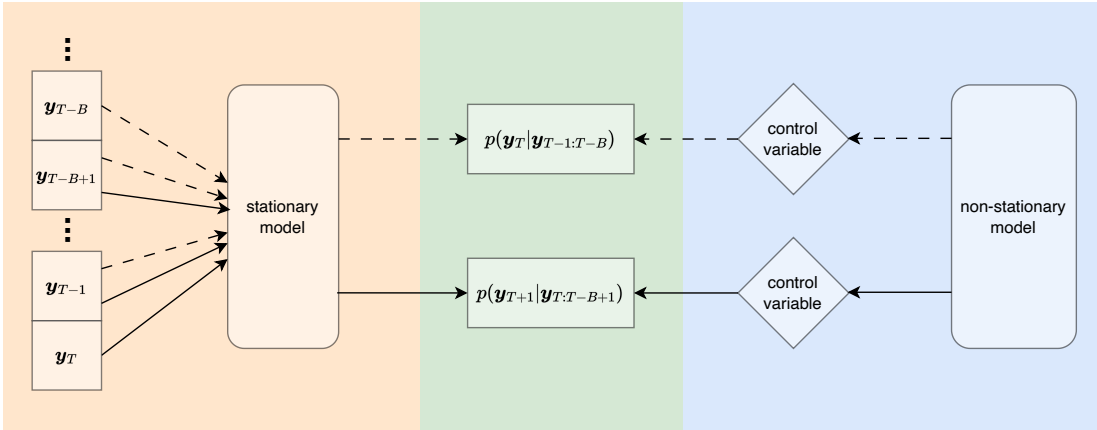 ⋮
𝒚_{T−B}
𝒚_{T−B+1}
⋮
𝒚_{T−1}
𝒚_T
stationary
model
p(𝒚_T|𝒚_{T−1:T−B})
p(𝒚_{T+1}|𝒚_{T:T−B+1})
control
variable
control
variable
non-stationary
model